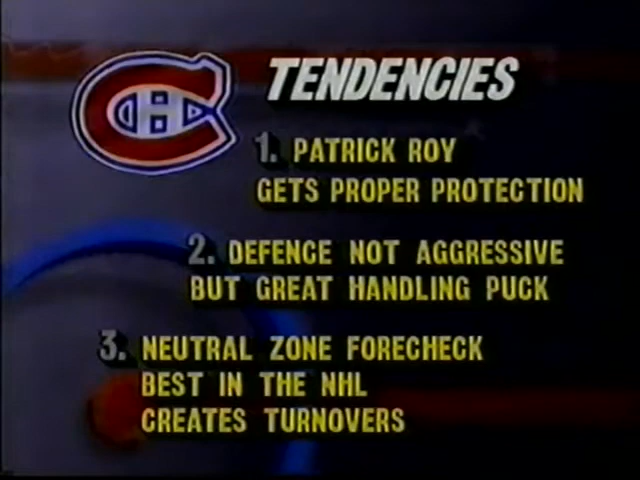 TENDENCIES
1. PATRICK ROY
GETS PROPER PROTECTION
2. DEFENCE NOT AGGRESSIVE
BUT GREAT HANDLING PUCK
3. NEUTRAL ZONE FORECHECK
BEST IN THE NHL
CREATES TURNOVERS